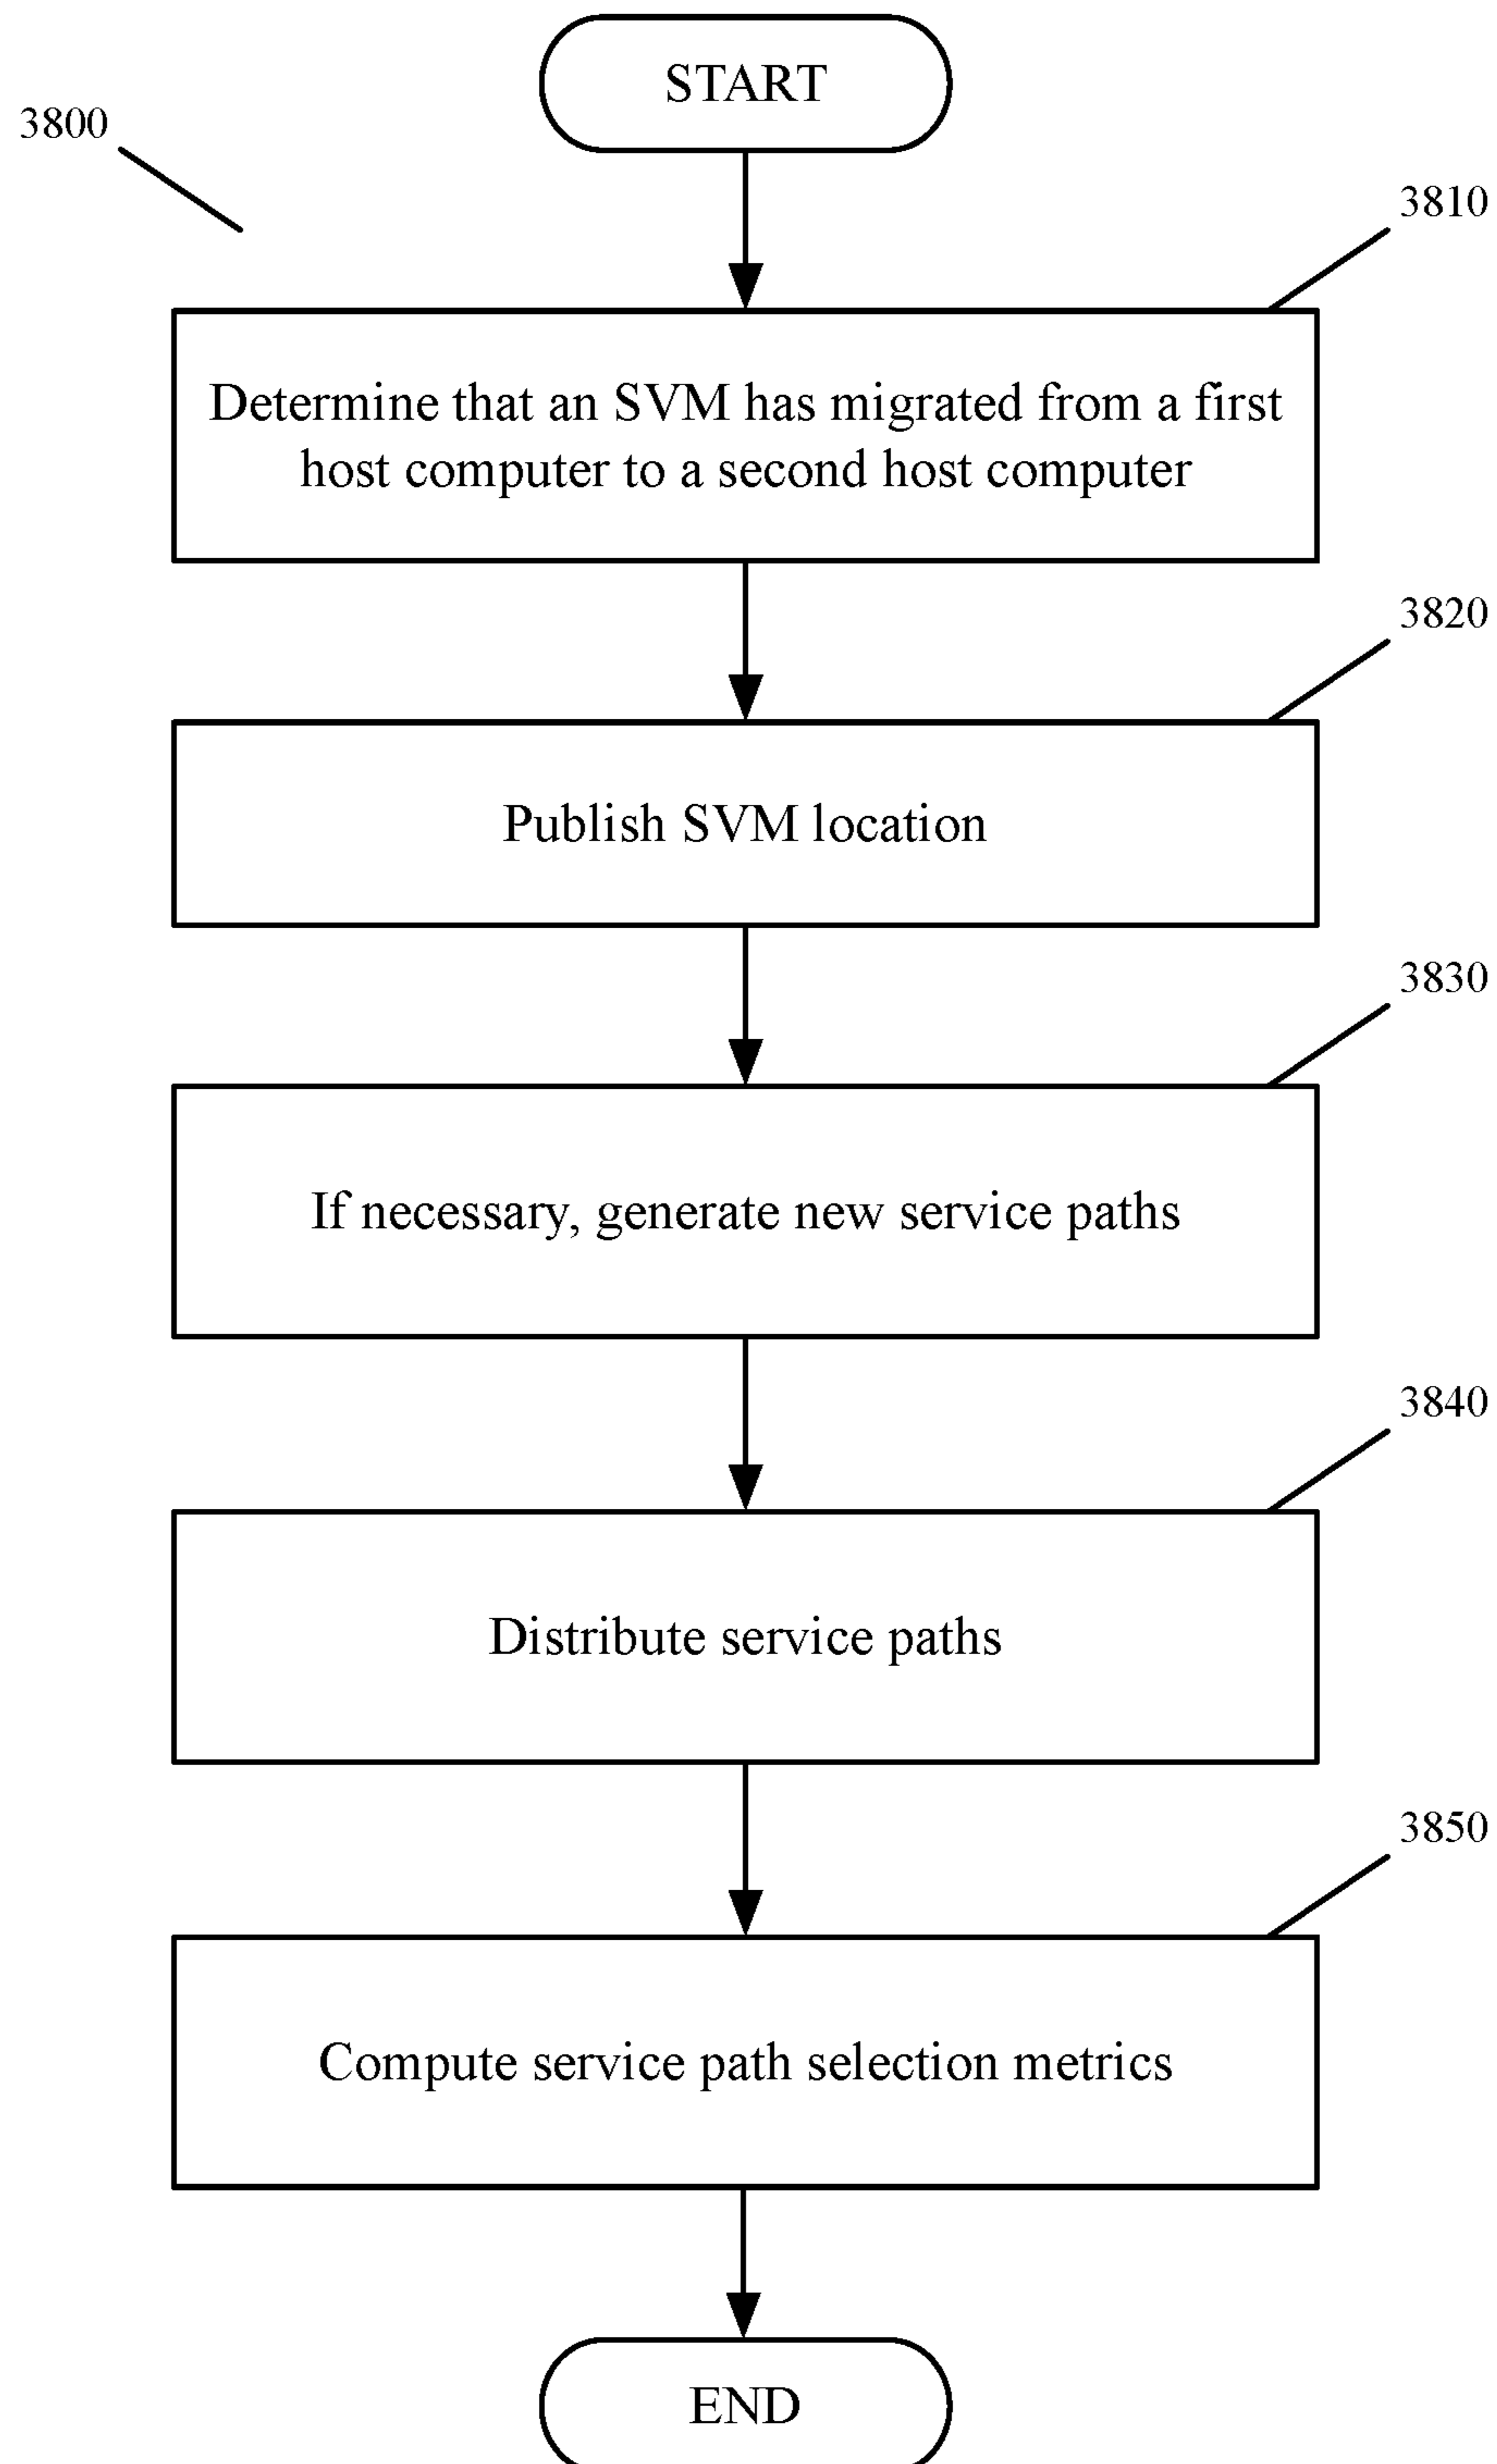 START
3800
3810
Determine that an SVM has migrated from a first
host computer to a second host computer
3820
Publish SVM location
3830
If necessary, generate new service paths
3840
Distribute service paths
3850
Compute service path selection metrics
END